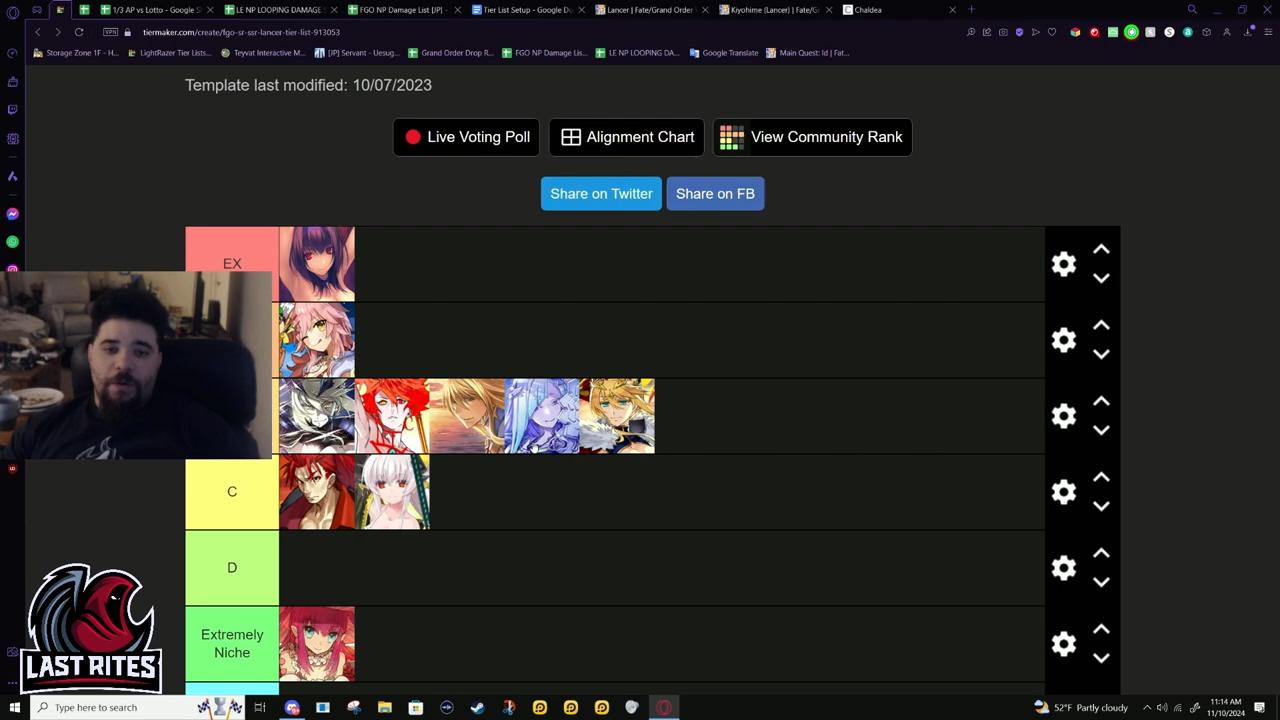 1/3 AP vs Lotto - Google S
LE NP LOOPING DAMAGE S
FGO NP Damage List [JP] -
Tier List Setup - Google Do
Lancer | Fate/Grand Order
Kiyohime (Lancer) | Fate/G
Chaldea
VPN
tiermaker.com/create/fgo-sr-ssr-lancer-tier-list-913053
Storage Zone 1F - H...
LightRazer Tier Lists...
Teyvat Interactive M...
[JP] Servant - Uesug...
Grand Order Drop R...
FGO NP Damage Lis...
LE NP LOOPING DA...
Google Translate
Main Quest: Id | Fat...
Template last modified: 10/07/2023
Live Voting Poll
Alignment Chart
View Community Rank
Share on Twitter
Share on FB
EX
C
D
Extremely
Niche
LAST RITES
Type here to search
52°F Partly cloudy
11:14 AM
11/10/2024